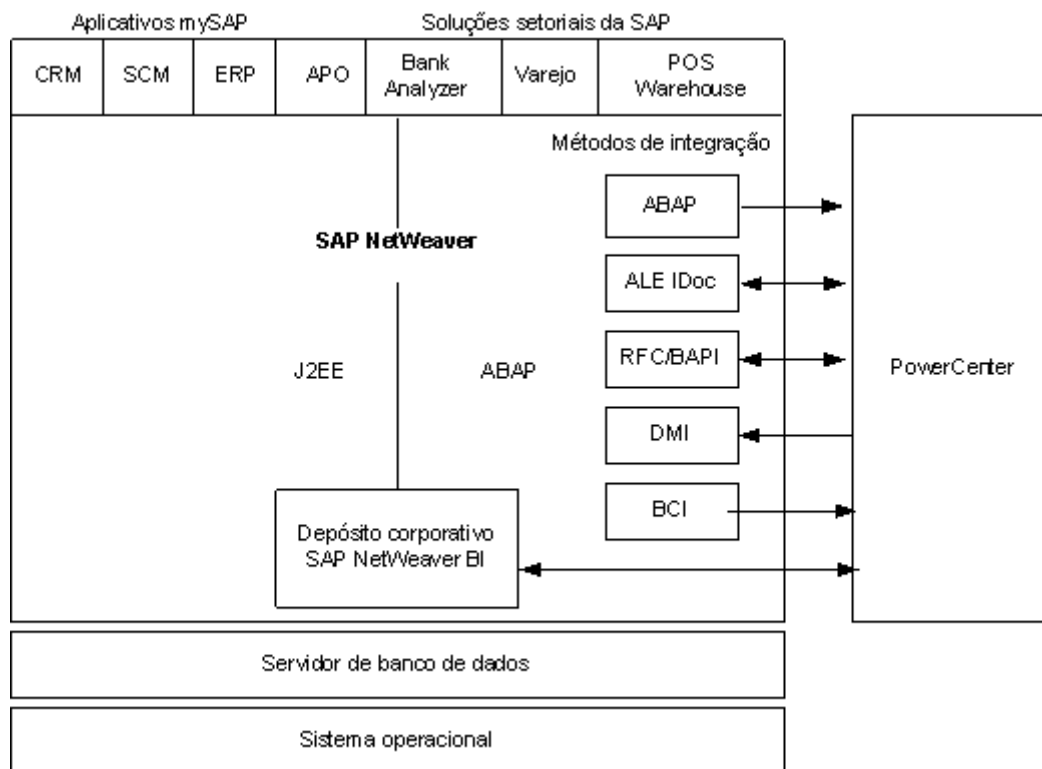 Aplicativos mySAP
Soluções setoriais da SAP
CRM
SCM
ERP
APO
Bank
Analyzer
Varejo
POS
Warehouse
Métodos de integração
ABAP
SAP NetWeaver
ALE IDoc
RFC/BAPI
J2EE
ABAP
PowerCenter
DMI
BCI
Depósito corporativo
SAP NetWeaver BI
Servidor de banco de dados
Sistema operacional